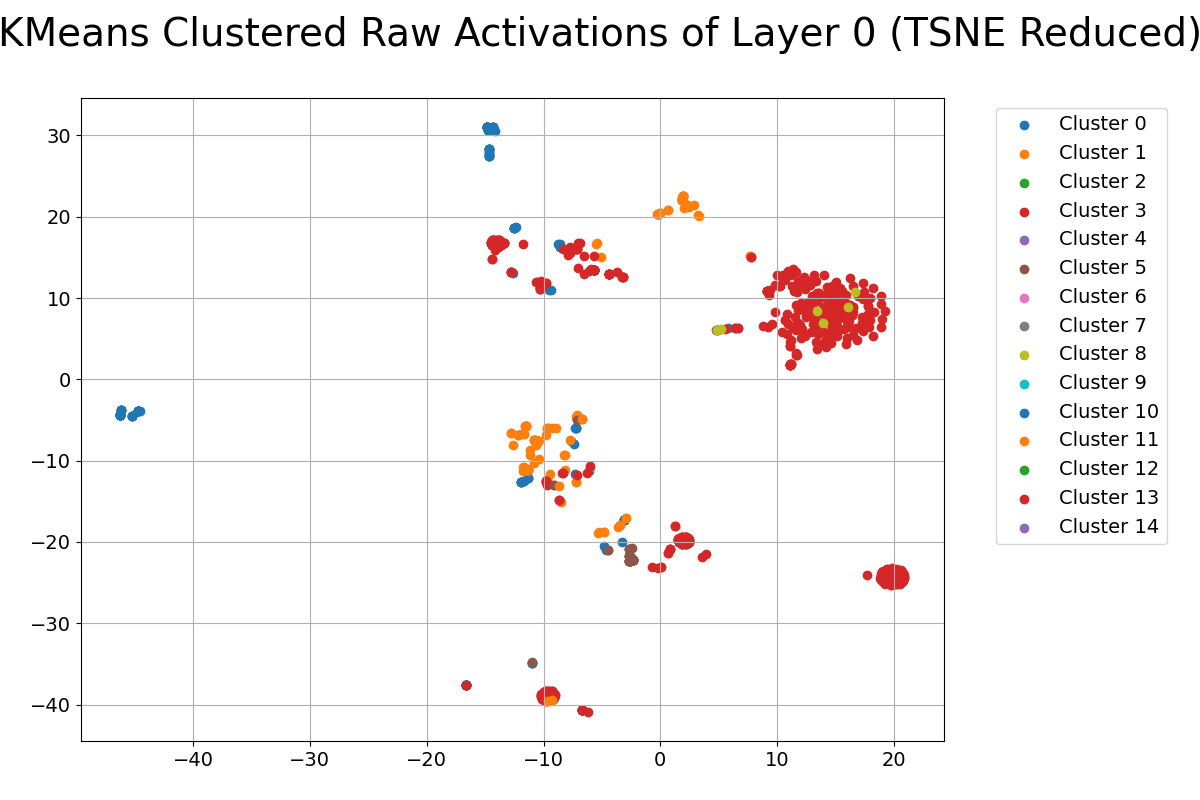 KMeans Clustered Raw Activations of Layer 0 (TSNE Reduced)
30
20
10
0
−10
−20
−30
−40
−40
−30
−20
−10
0
10
20
Cluster 0
Cluster 1
Cluster 2
Cluster 3
Cluster 4
Cluster 5
Cluster 6
Cluster 7
Cluster 8
Cluster 9
Cluster 10
Cluster 11
Cluster 12
Cluster 13
Cluster 14